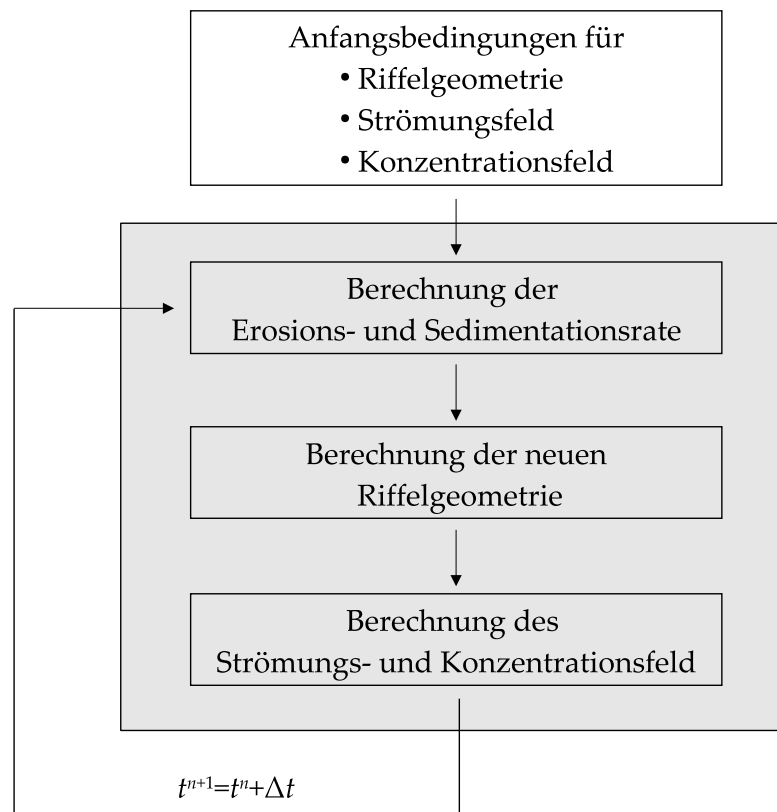 Anfangsbedingungen für
• Riffelgeometrie
• Strömungsfeld
• Konzentrationsfeld
Berechnung der
Erosions- und Sedimentationsrate
Berechnung der neuen
Riffelgeometrie
Berechnung des
Strömungs- und Konzentrationsfeld
tⁿ⁺¹=tⁿ+Δt